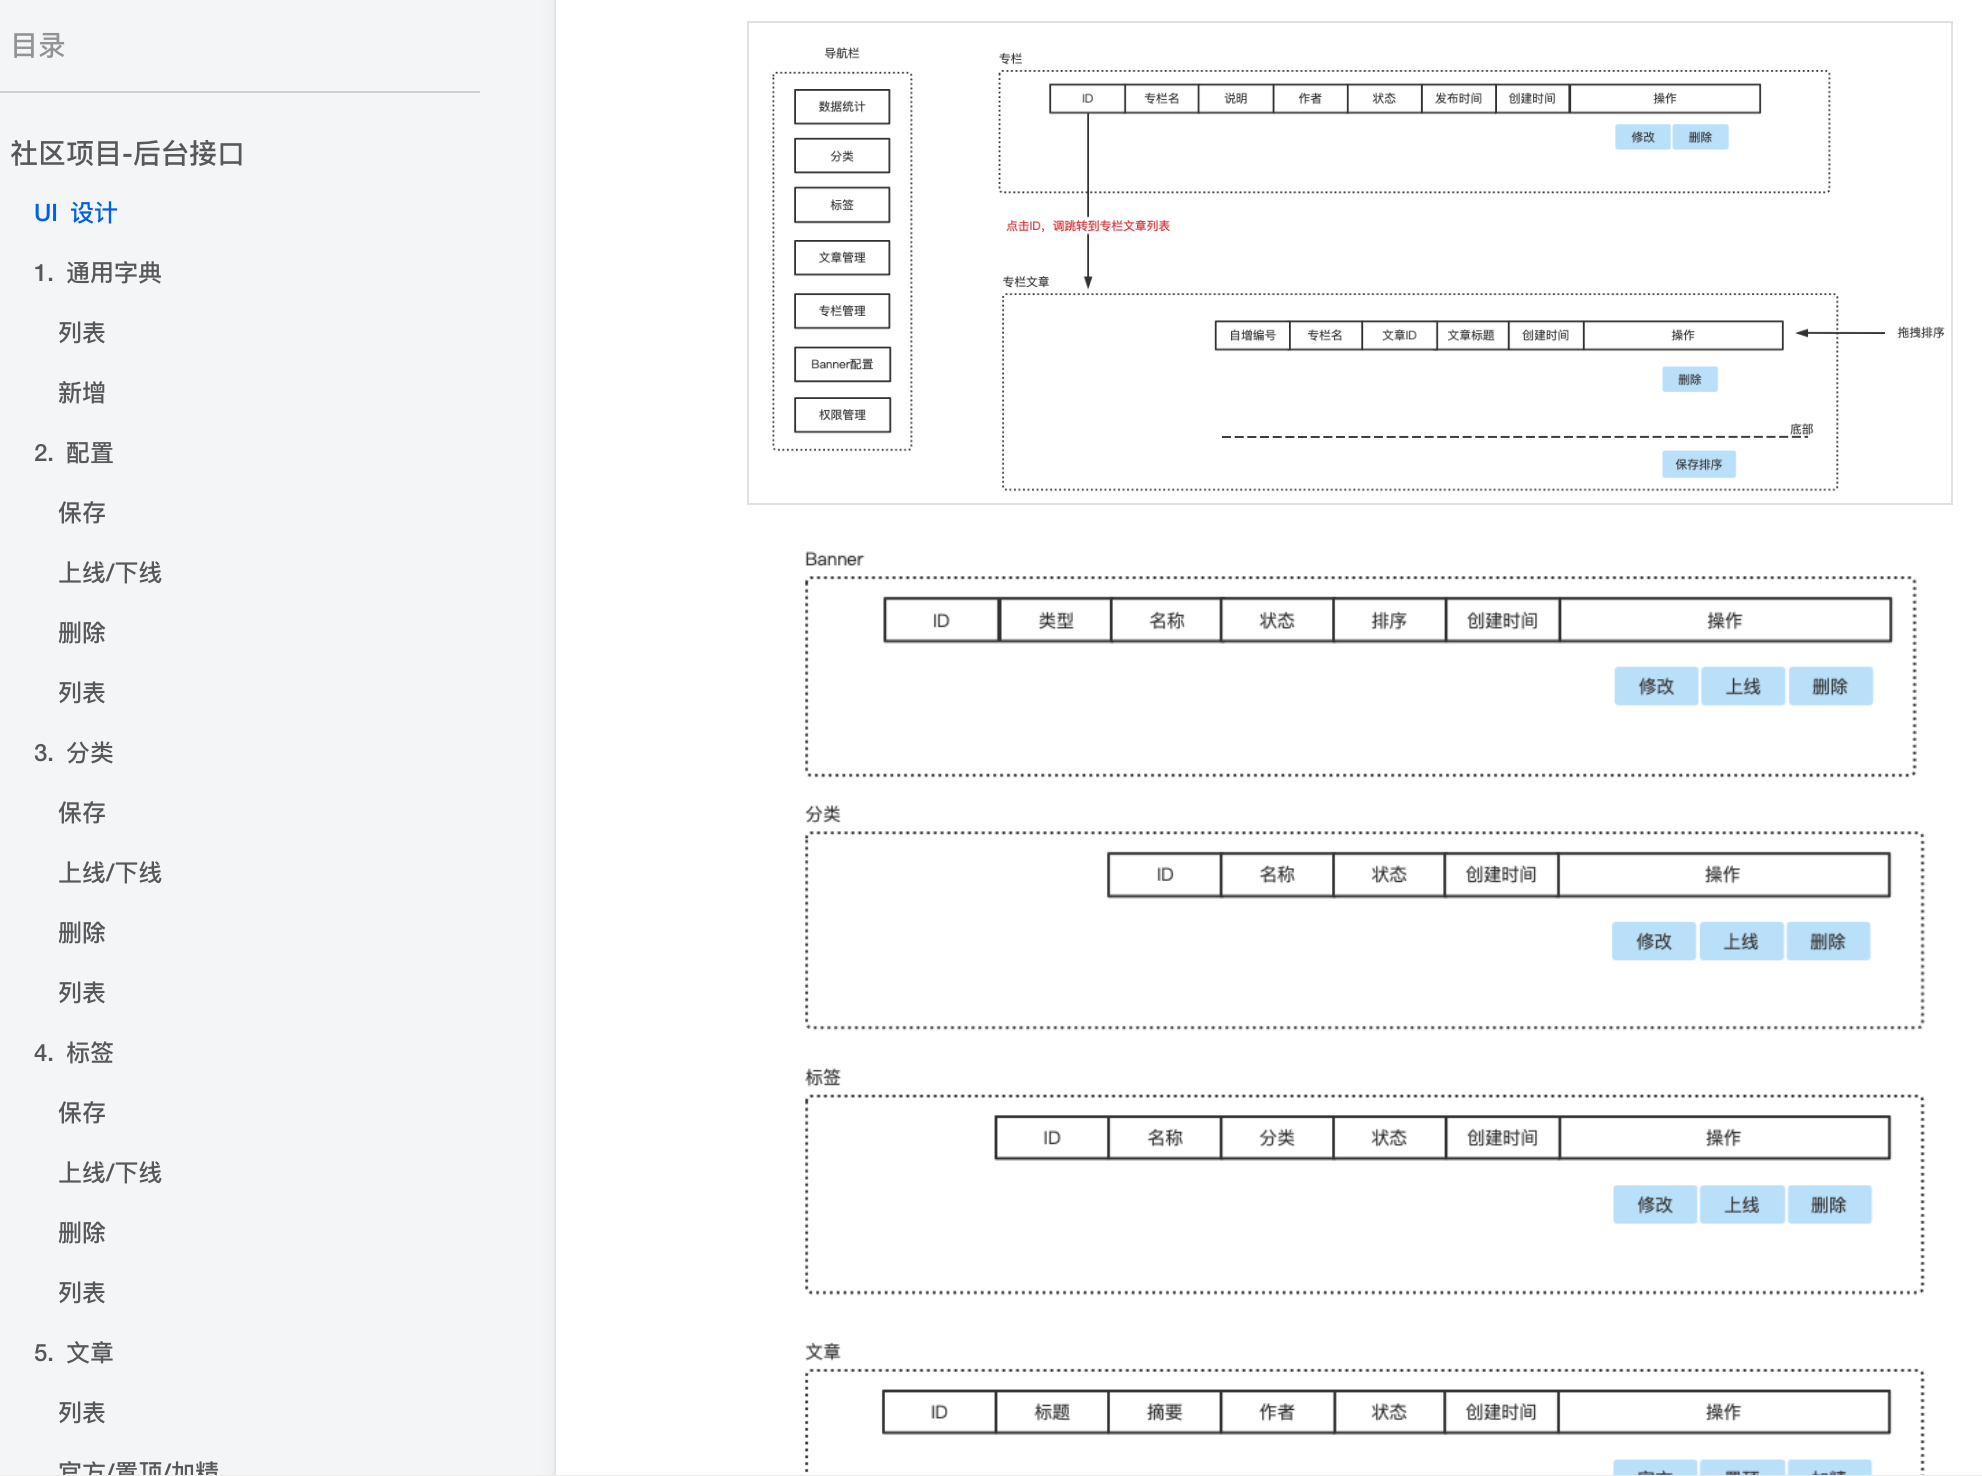 目录
社区项目-后台接口
UI 设计
1. 通用字典
列表
新增
2. 配置
保存
上线/下线
删除
列表
3. 分类
保存
上线/下线
删除
列表
4. 标签
保存
上线/下线
删除
列表
5. 文章
列表
官方/置顶/加精
导航栏
数据统计
分类
标签
文章管理
专栏管理
Banner配置
权限管理
专栏
ID 专栏名 说明 作者 状态 发布时间 创建时间 操作
修改 删除
点击ID，调跳转到专栏文章列表
专栏文章
自增编号 专栏名 文章ID 文章标题 创建时间 操作
拖拽排序
删除
底部
保存排序
Banner
ID 类型 名称 状态 排序 创建时间 操作
修改 上线 删除
分类
ID 名称 状态 创建时间 操作
修改 上线 删除
标签
ID 名称 分类 状态 创建时间 操作
修改 上线 删除
文章
ID 标题 摘要 作者 状态 创建时间 操作
官方 置顶 加精